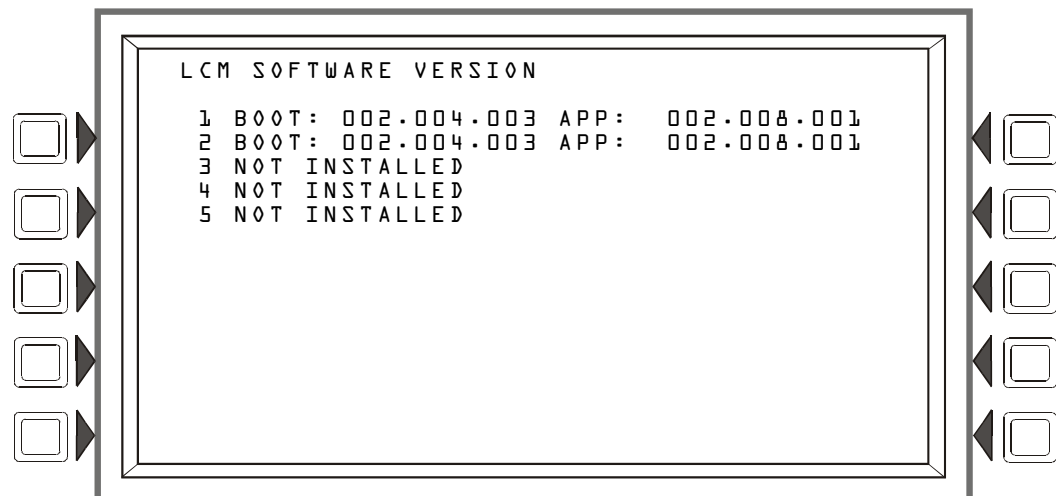 LCM SOFTWARE VERSION
1 BOOT: 002.004.003 APP: 002.008.001
2 BOOT: 002.004.003 APP: 002.008.001
3 NOT INSTALLED
4 NOT INSTALLED
5 NOT INSTALLED